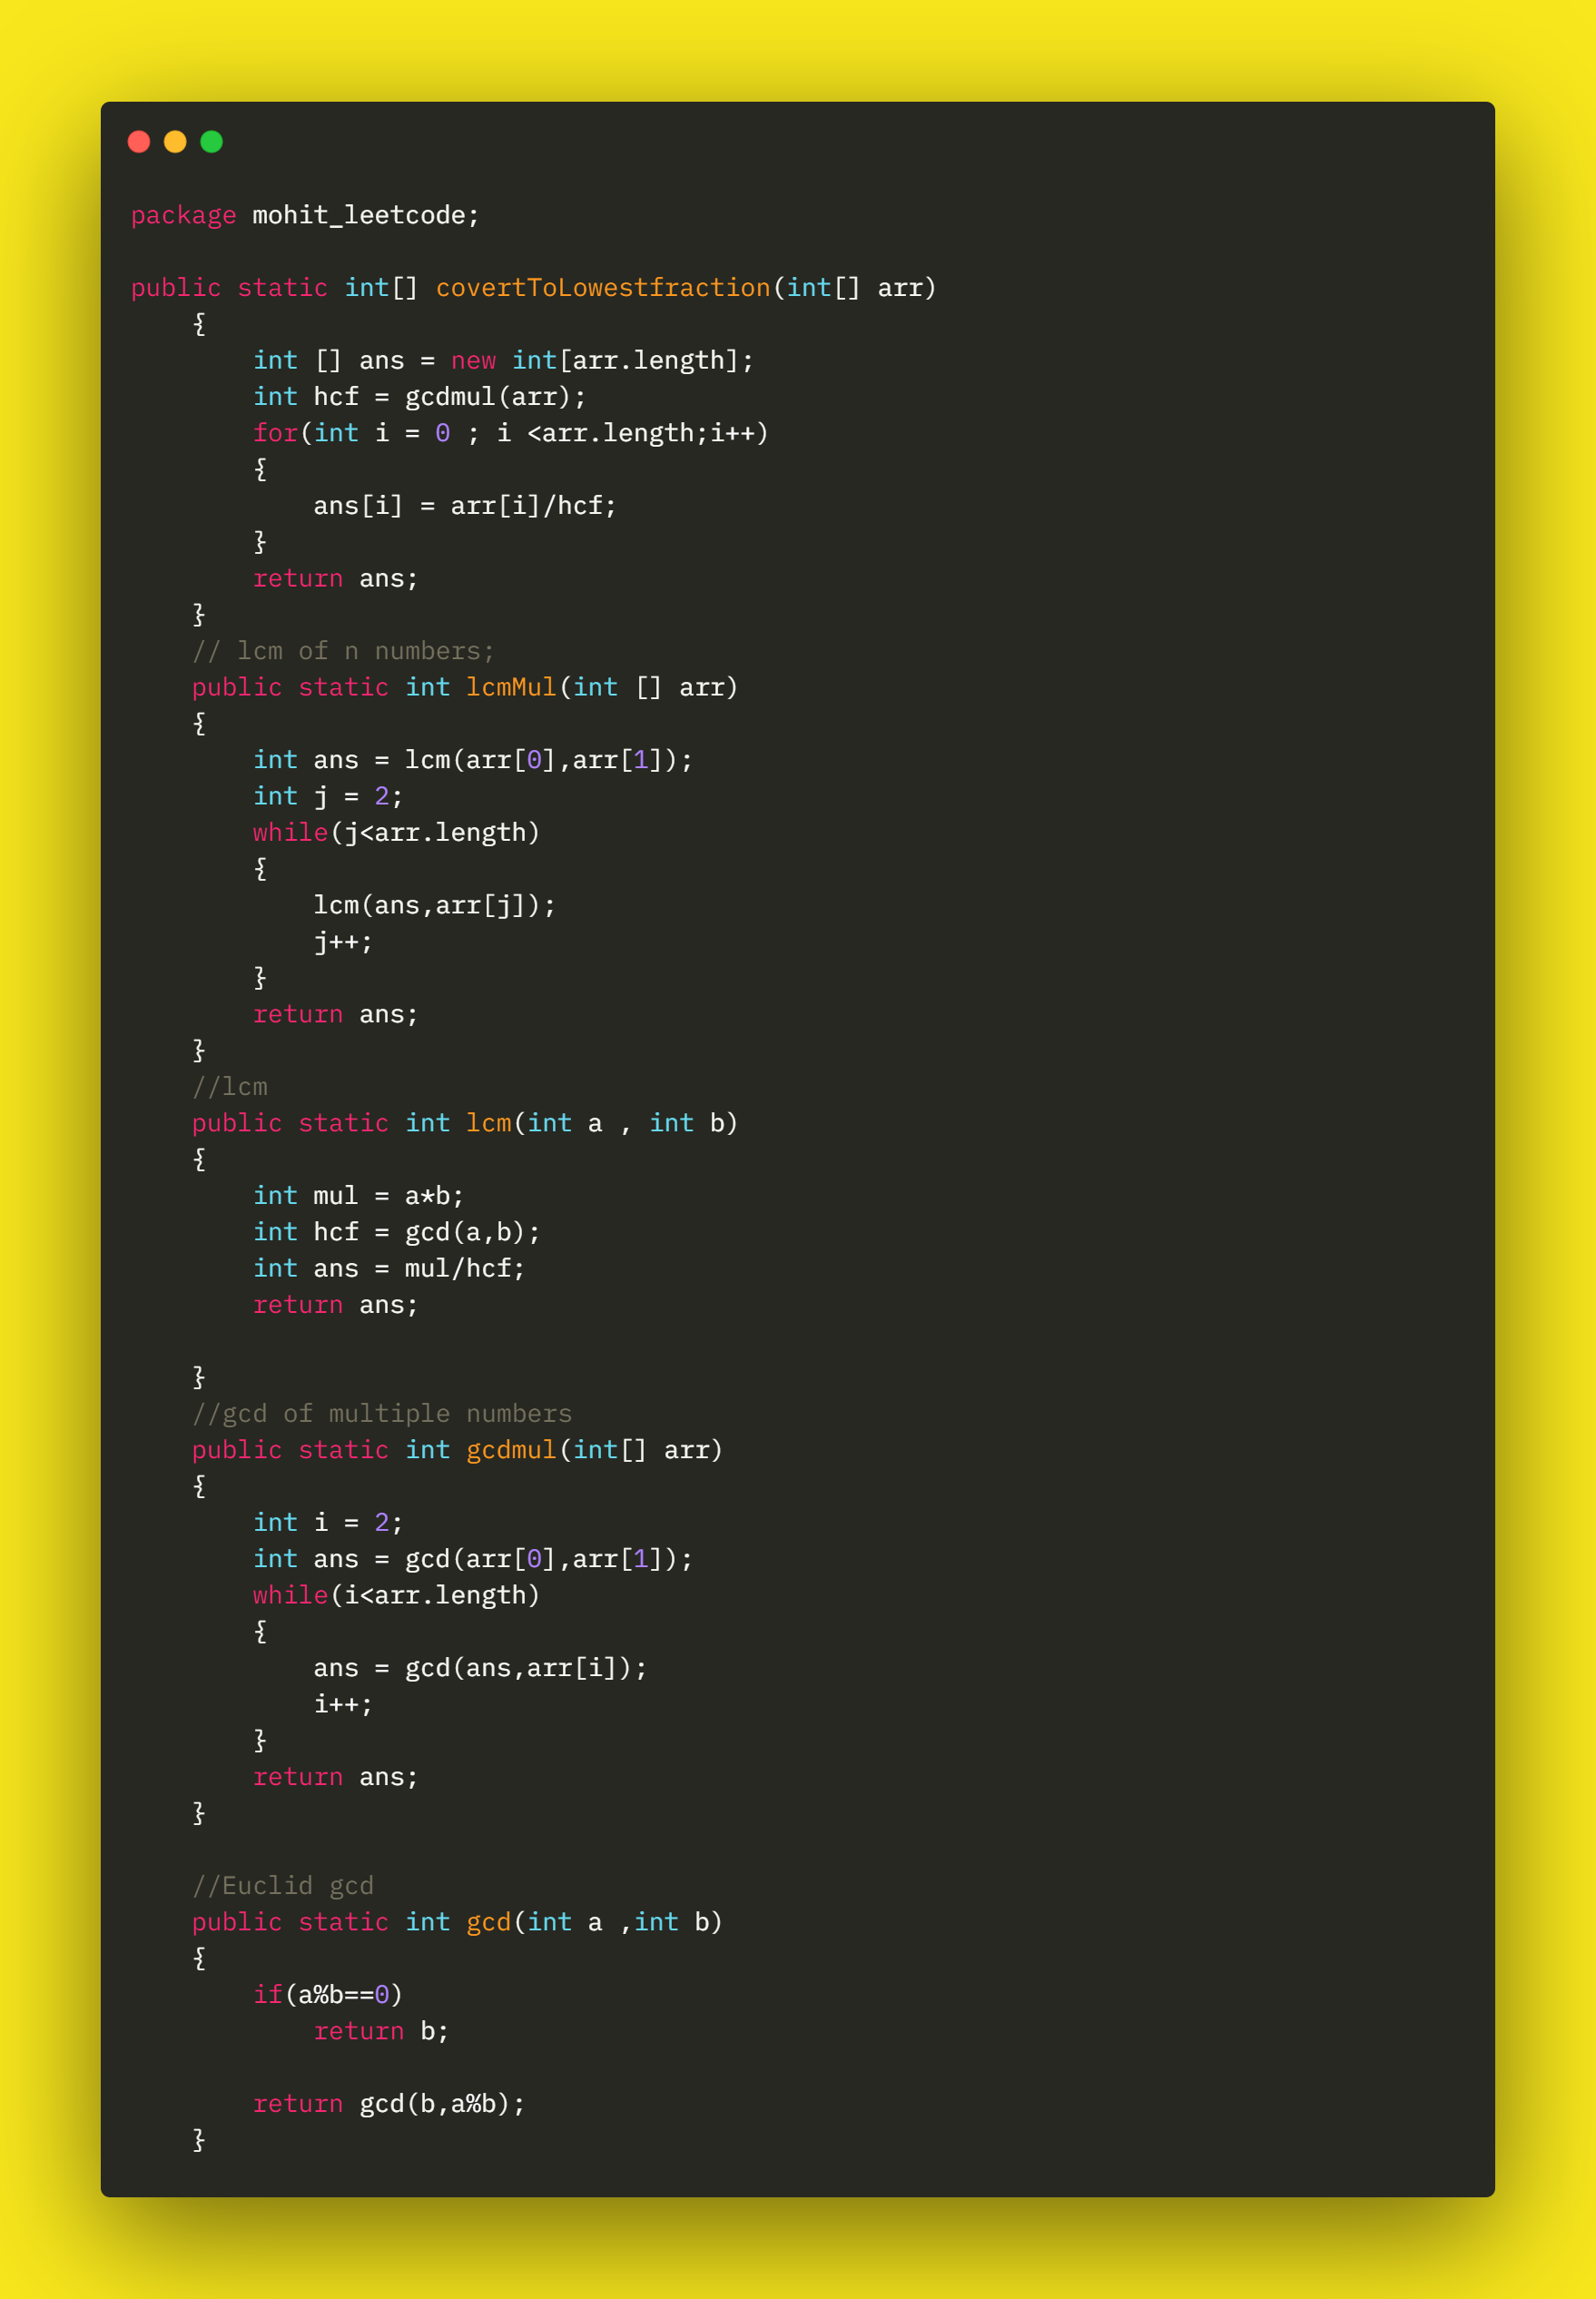 package mohit_leetcode;
public static int[] covertToLowestfraction(int[] arr)
{
int [] ans = new int[arr.length];
int hcf = gcdmul(arr);
for(int i = 0 ; i <arr.length;i++)
{
ans[i] = arr[i]/hcf;
}
return ans;
}
// lcm of n numbers;
public static int lcmMul(int [] arr)
{
int ans = lcm(arr[0],arr[1]);
int j = 2;
while(j<arr.length)
{
lcm(ans,arr[j]);
j++;
}
return ans;
}
//lcm
public static int lcm(int a , int b)
{
int mul = a*b;
int hcf = gcd(a,b);
int ans = mul/hcf;
return ans;
}
//gcd of multiple numbers
public static int gcdmul(int[] arr)
{
int i = 2;
int ans = gcd(arr[0],arr[1]);
while(i<arr.length)
{
ans = gcd(ans,arr[i]);
i++;
}
return ans;
}
//Euclid gcd
public static int gcd(int a ,int b)
{
if(a%b==0)
return b;
return gcd(b,a%b);
}